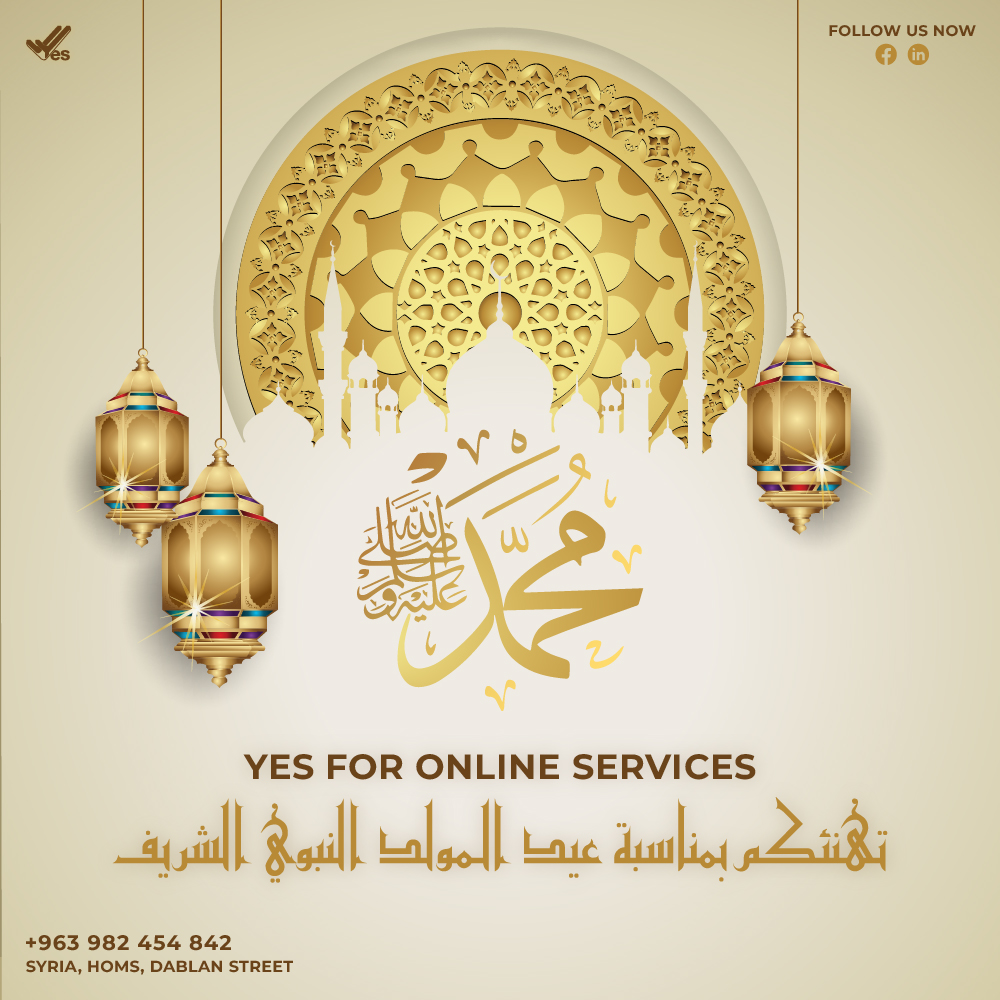 Yes
FOLLOW US NOW
محمد
صلى الله عليه وسلم
YES FOR ONLINE SERVICES
تهنئكم بمناسبة عيد المولد النبوي الشريف
+963 982 454 842
SYRIA, HOMS, DABLAN STREET